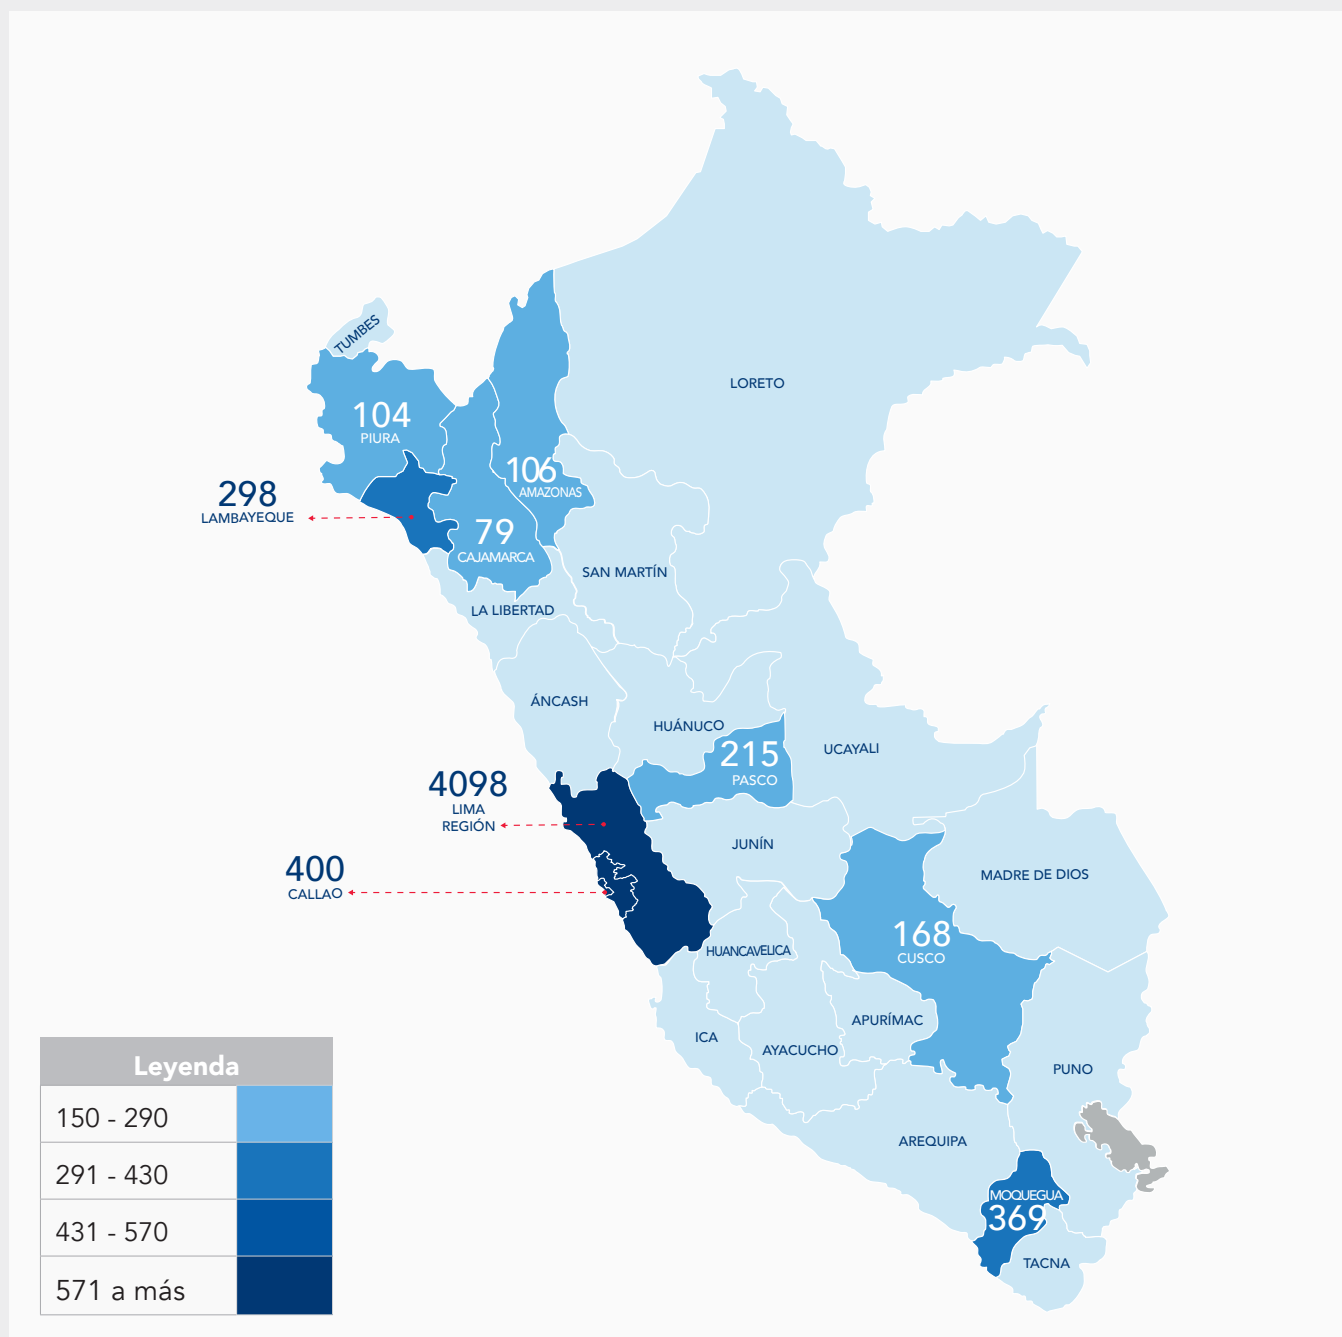 TUMBES
LORETO
104
PIURA
106
AMAZONAS
298
LAMBAYEQUE
79
CAJAMARCA
SAN MARTÍN
LA LIBERTAD
ÁNCASH
HUÁNUCO
215
PASCO
UCAYALI
4098
LIMA
REGIÓN
JUNÍN
400
CALLAO
MADRE DE DIOS
168
CUSCO
HUANCAVELICA
APURÍMAC
ICA
AYACUCHO
PUNO
AREQUIPA
MOQUEGUA
369
TACNA
Leyenda
150 - 290
291 - 430
431 - 570
571 a más